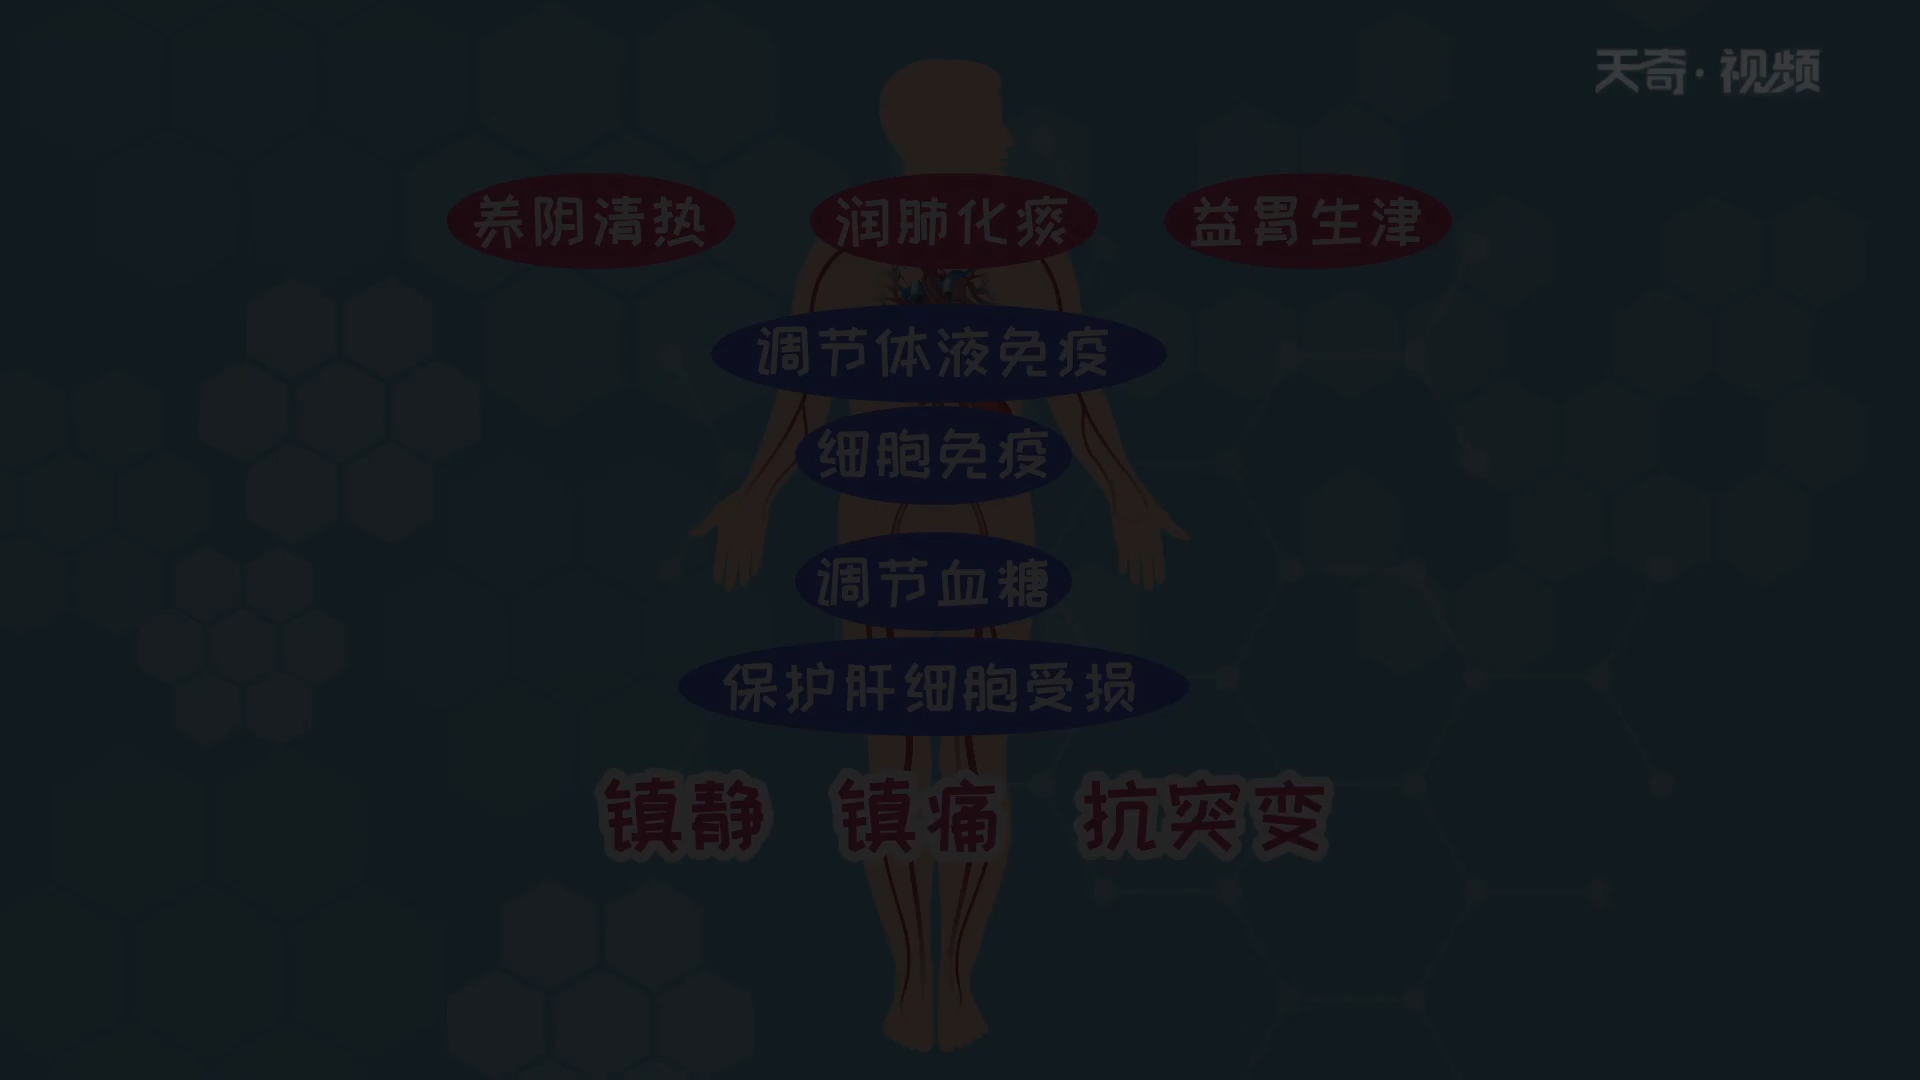 天奇·视频
养阴清热 润肺化痰 益胃生津
调节体液免疫
细胞免疫
调节血糖
保护肝细胞受损
镇静 镇痛 抗突变